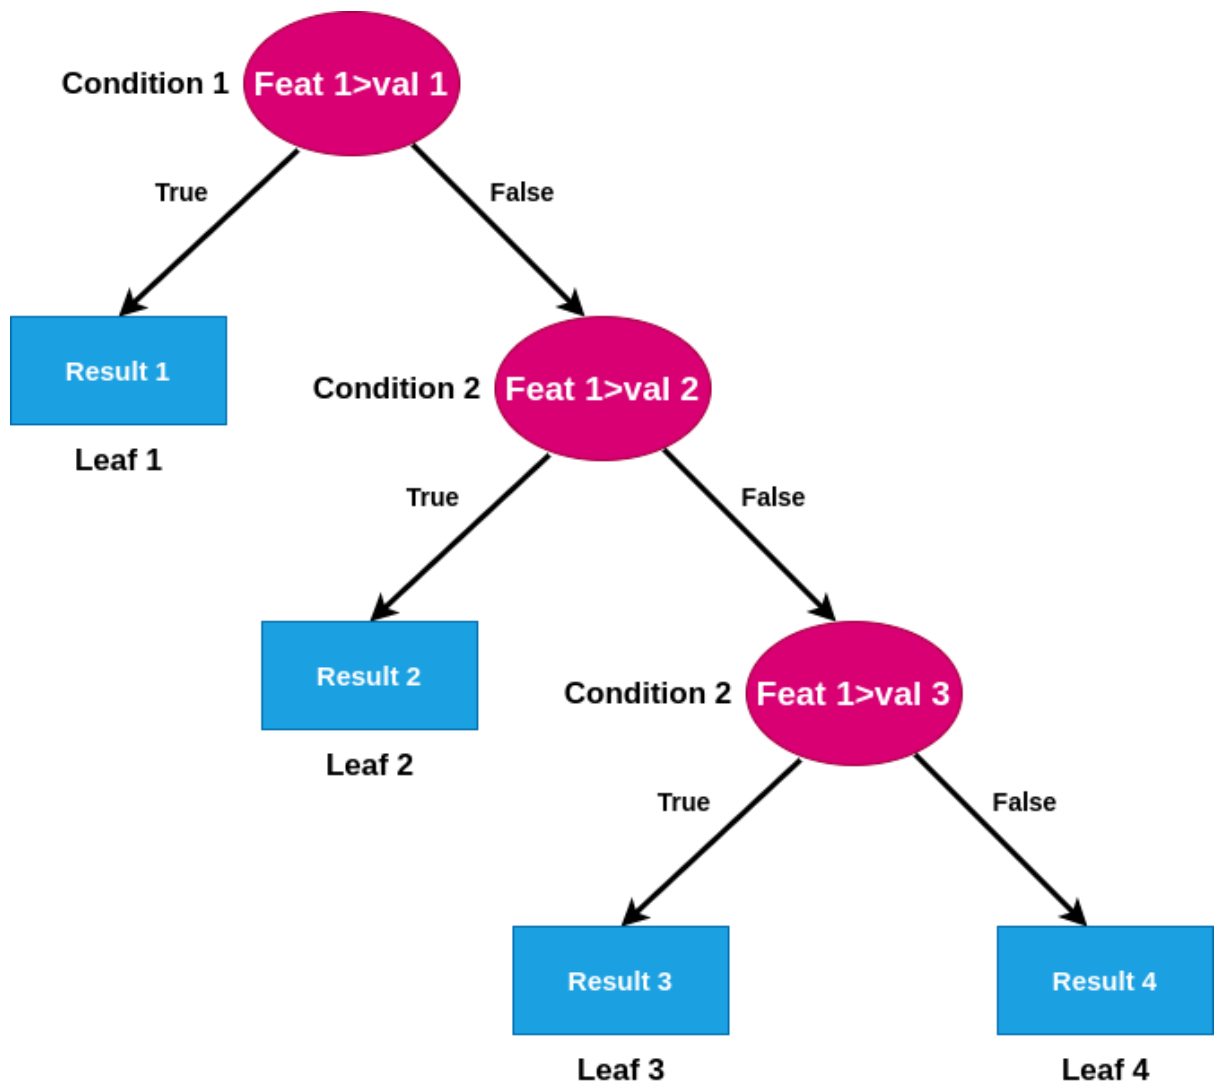 Condition 1
Feat 1>val 1
True
False
Result 1
Leaf 1
Condition 2
Feat 1>val 2
True
False
Result 2
Leaf 2
Condition 2
Feat 1>val 3
True
False
Result 3
Result 4
Leaf 3
Leaf 4